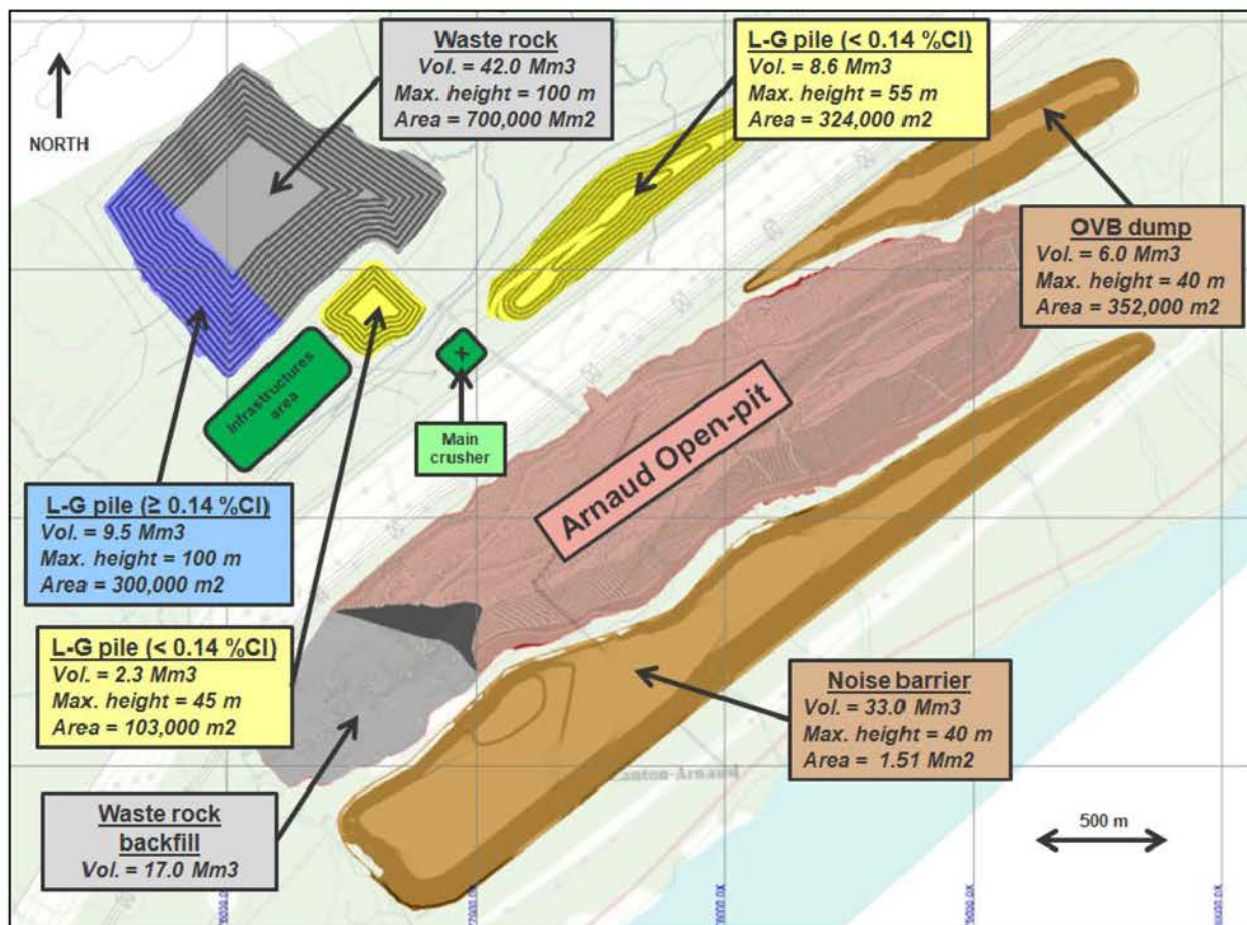 Waste rock
Vol. = 42.0 Mm3
Max. height = 100 m
Area = 700,000 Mm2
L-G pile (< 0.14 %CI)
Vol. = 8.6 Mm3
Max. height = 55 m
Area = 324,000 m2
NORTH
OVB dump
Vol. = 6.0 Mm3
Max. height = 40 m
Area = 352,000 m2
Infrastructures
area
Main
crusher
Arnaud Open-pit
L-G pile (≥ 0.14 %CI)
Vol. = 9.5 Mm3
Max. height = 100 m
Area = 300,000 m2
L-G pile (< 0.14 %CI)
Vol. = 2.3 Mm3
Max. height = 45 m
Area = 103,000 m2
Noise barrier
Vol. = 33.0 Mm3
Max. height = 40 m
Area = 1.51 Mm2
Canton-Arnaud
Waste rock
backfill
Vol. = 17.0 Mm3
500 m